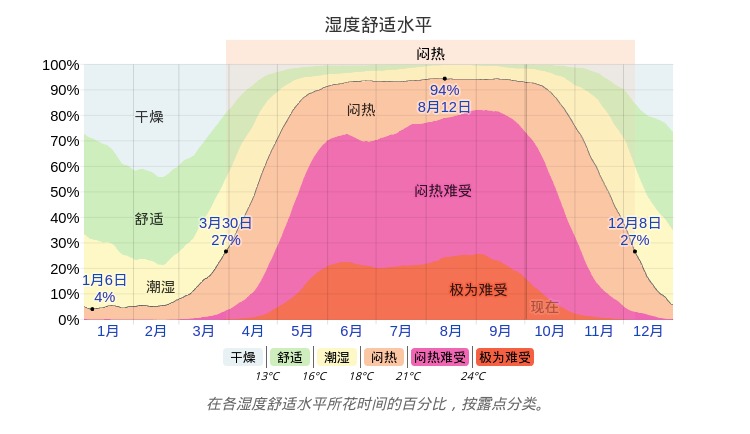 湿度舒适水平
闷热
100%
90%
80%
70%
60%
50%
40%
30%
20%
10%
0%
干燥
舒适
潮湿
闷热
闷热难受
极为难受
现在
94%
8月12日
3月30日
27%
12月8日
27%
1月6日
4%
1月 2月 3月 4月 5月 6月 7月 8月 9月 10月 11月 12月
干燥 舒适 潮湿 闷热 闷热难受 极为难受
13°C 16°C 18°C 21°C 24°C
在各湿度舒适水平所花时间的百分比，按露点分类。